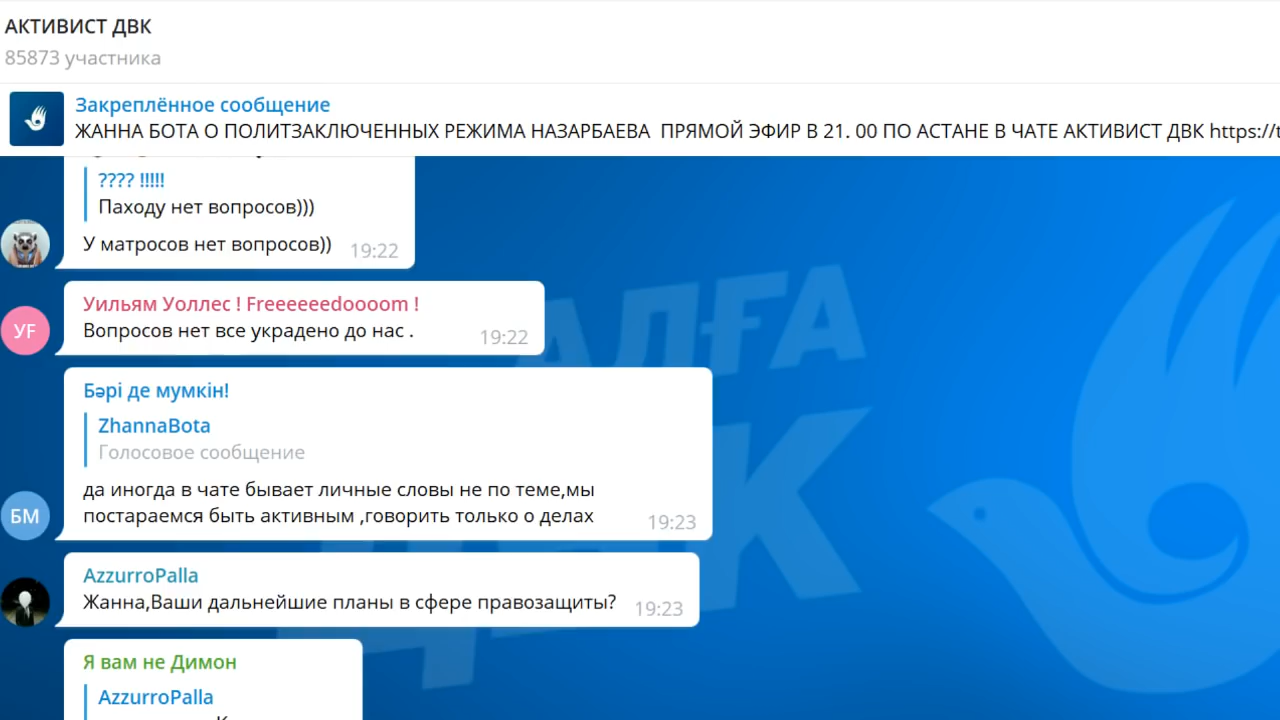 АКТИВИСТ ДВК
85873 участника
Закреплённое сообщение
ЖАННА БОТА О ПОЛИТЗАКЛЮЧЕННЫХ РЕЖИМА НАЗАРБАЕВА ПРЯМОЙ ЭФИР В 21. 00 ПО АСТАНЕ В ЧАТЕ АКТИВИСТ ДВК https://t
???? !!!!!
Паходу нет вопросов)))
У матросов нет вопросов)) 19:22
Уильям Уоллес ! Freeeeeedoooom !
YF Вопросов нет все украдено до нас . 19:22
Бәрі де мумкін!
ZhannaBota
Голосовое сообщение
да иногда в чате бывает личные словы не по теме,мы
БМ постараемся быть активным ,говорить только о делах 19:23
AzzurroPalla
Жанна,Ваши дальнейшие планы в сфере правозащиты? 19:23
Я вам не Димон
AzzurroPalla
АЛҒА
ДВК